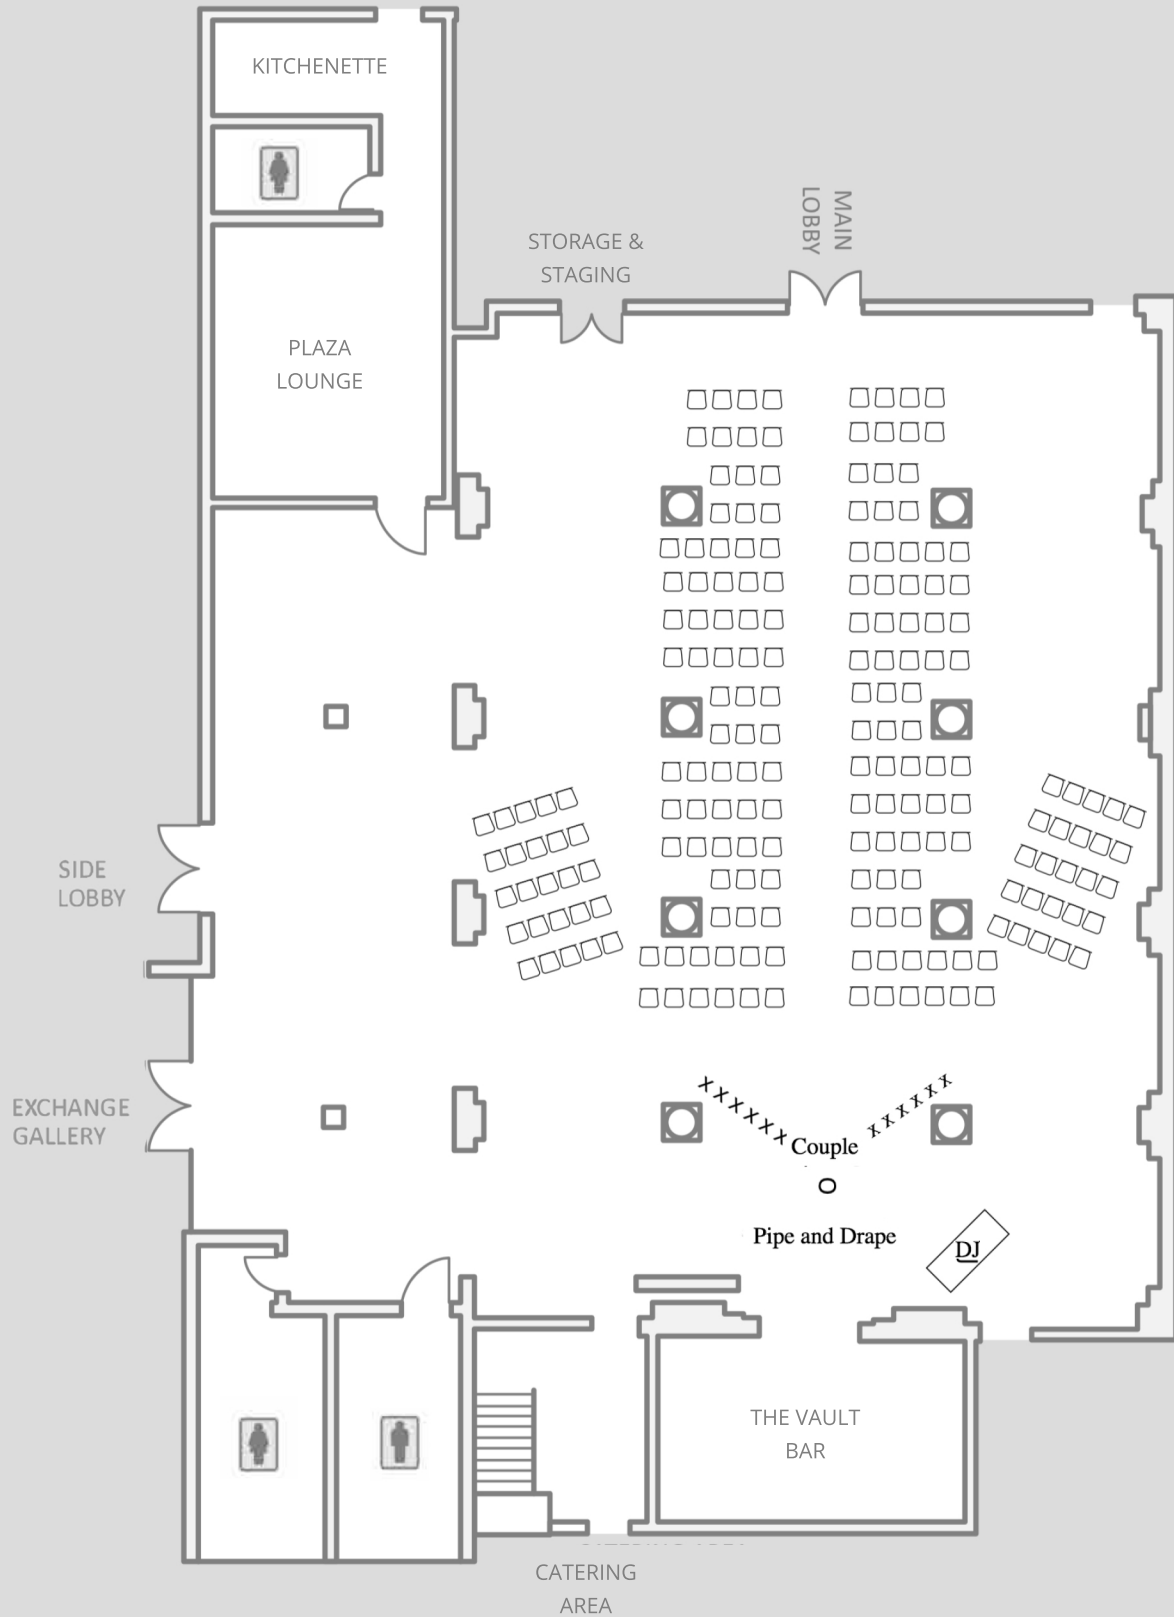 KITCHENETTE
MAIN
LOBBY
STORAGE &
STAGING
PLAZA
LOUNGE
SIDE
LOBBY
EXCHANGE
GALLERY
X X X X X X
X X X X X X
Couple
O
Pipe and Drape
DJ
THE VAULT
BAR
CATERING
AREA